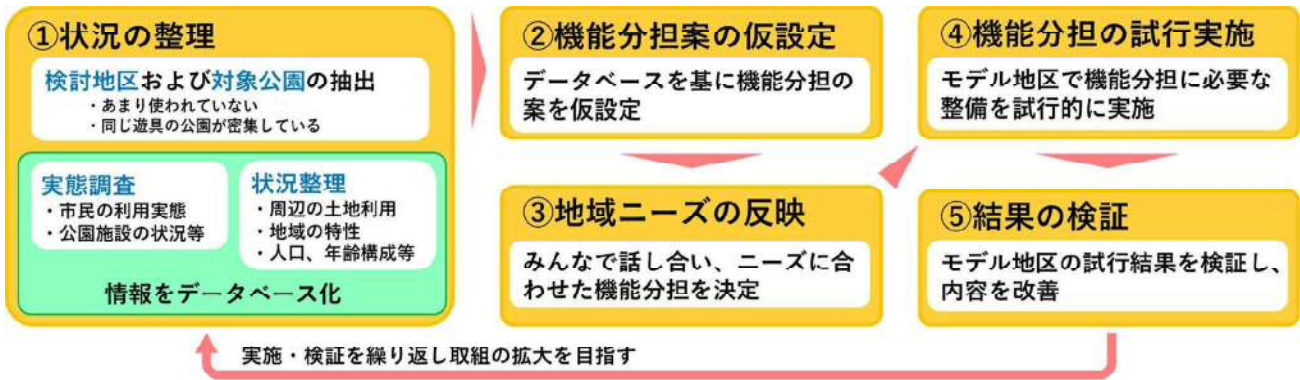 ①状況の整理
検討地区および対象公園の抽出
・あまり使われていない
・同じ遊具の公園が密集している
実態調査
・市民の利用実態
・公園施設の状況等
状況整理
・周辺の土地利用
・地域の特性
・人口、年齢構成等
情報をデータベース化
②機能分担案の仮設定
データベースを基に機能分担の
案を仮設定
③地域ニーズの反映
みんなで話し合い、ニーズに合
わせた機能分担を決定
④機能分担の試行実施
モデル地区で機能分担に必要な
整備を試行的に実施
⑤結果の検証
モデル地区の試行結果を検証し、
内容を改善
実施・検証を繰り返し取組の拡大を目指す